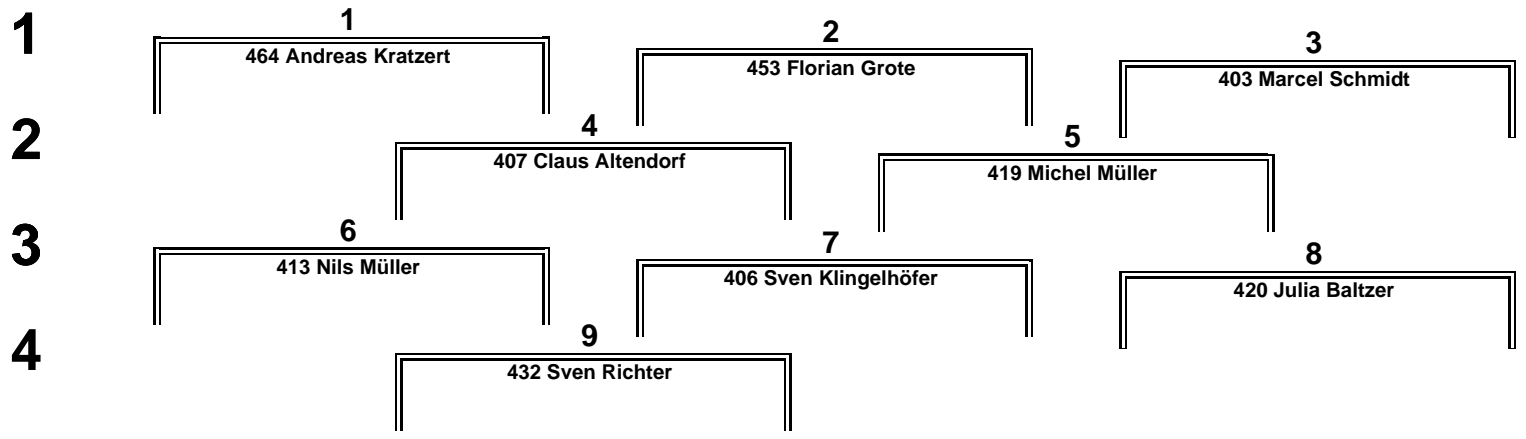 1
1
464 Andreas Kratzert
2
453 Florian Grote
3
403 Marcel Schmidt
2
4
407 Claus Altendorf
5
419 Michel Müller
3
6
413 Nils Müller
7
406 Sven Klingelhöfer
8
420 Julia Baltzer
4
9
432 Sven Richter